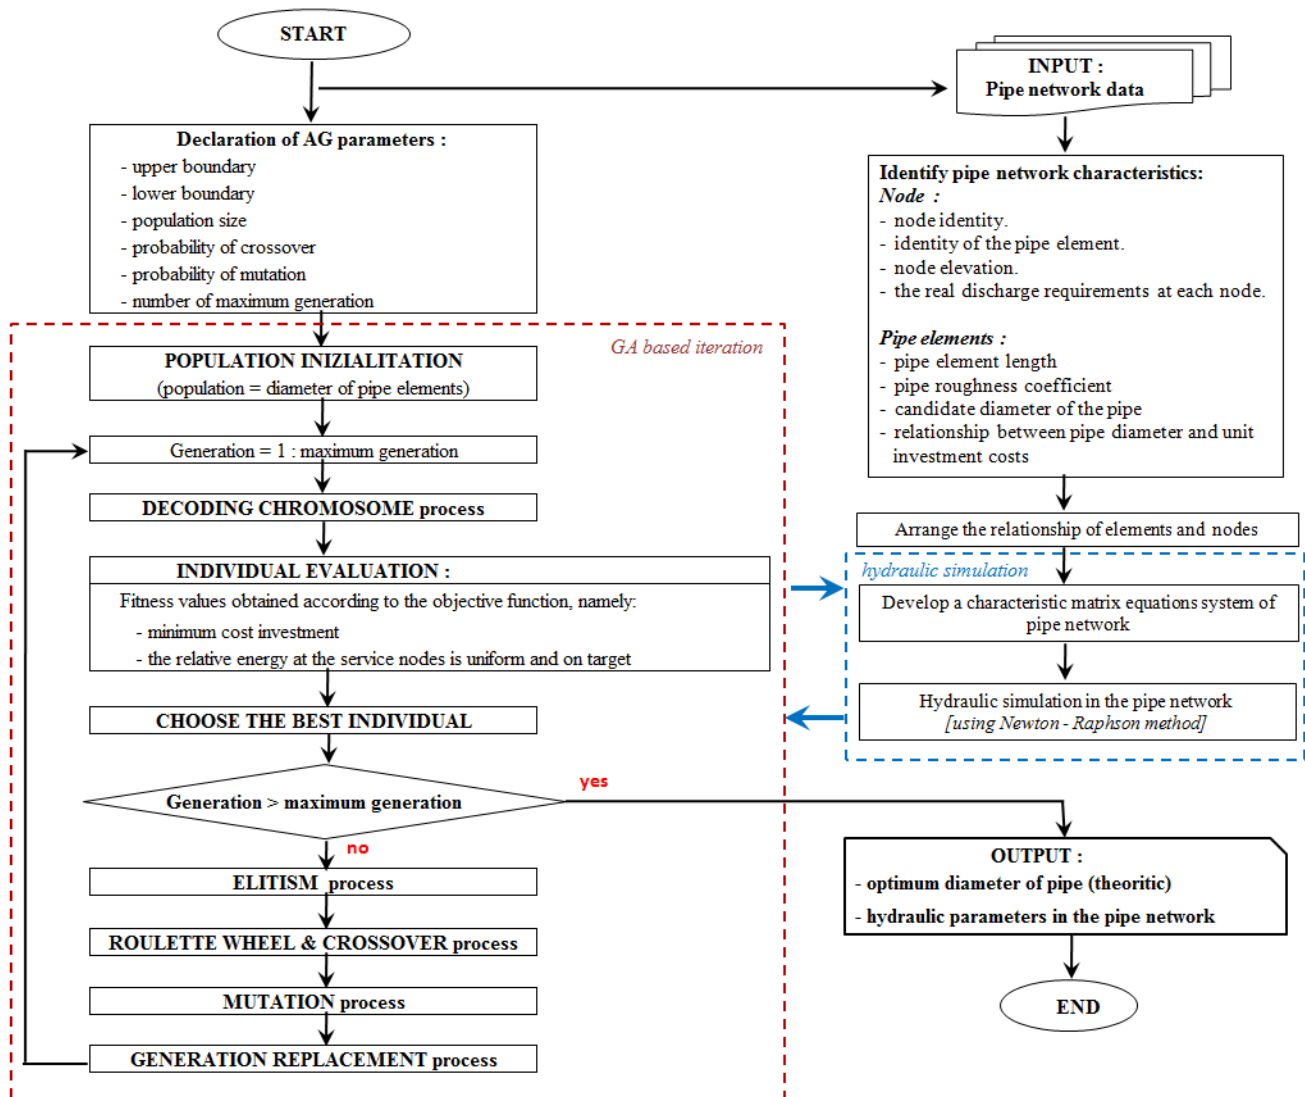 START
INPUT :
Pipe network data
Declaration of AG parameters :
- upper boundary
- lower boundary
- population size
- probability of crossover
- probability of mutation
- number of maximum generation
Identify pipe network characteristics:
Node :
- node identity.
- identity of the pipe element.
- node elevation.
- the real discharge requirements at each node.
Pipe elements :
- pipe element length
- pipe roughness coefficient
- candidate diameter of the pipe
- relationship between pipe diameter and unit
investment costs
GA based iteration
POPULATION INIZIALITATION
(population = diameter of pipe elements)
Generation = 1 : maximum generation
DECODING CHROMOSOME process
Arrange the relationship of elements and nodes
INDIVIDUAL EVALUATION :
Fitness values obtained according to the objective function, namely:
- minimum cost investment
- the relative energy at the service nodes is uniform and on target
hydraulic simulation
Develop a characteristic matrix equations system of
pipe network
Hydraulic simulation in the pipe network
[using Newton - Raphson method]
CHOOSE THE BEST INDIVIDUAL
Generation > maximum generation
yes
no
OUTPUT :
- optimum diameter of pipe (theoritic)
- hydraulic parameters in the pipe network
ELITISM process
ROULETTE WHEEL & CROSSOVER process
MUTATION process
GENERATION REPLACEMENT process
END